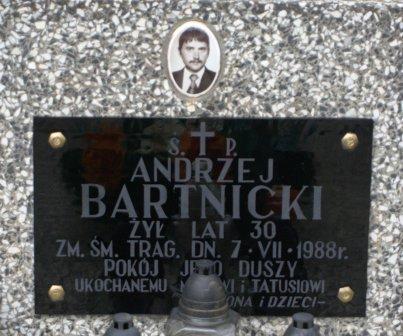 Ś. P.
ANDRZEJ
BARTNICKI
ŻYŁ LAT 30
ZM. ŚM. TRAG. DN. 7·VII·1988r.
POKÓJ DUSZY
UKOCHANEMU I TATUSIOWI
I DZIECI-